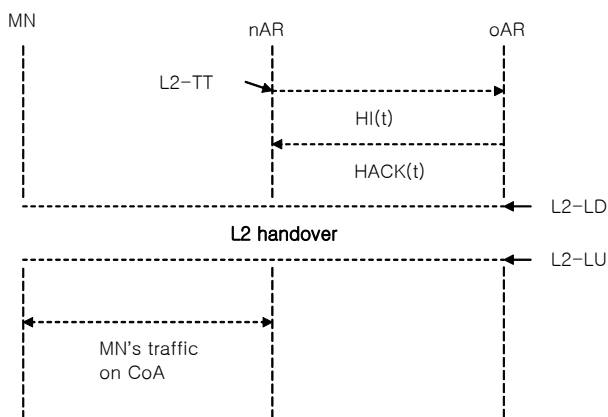 MN
nAR
oAR
L2-TT
HI(t)
HACK(t)
L2-LD
L2 handover
L2-LU
MN's traffic
on CoA